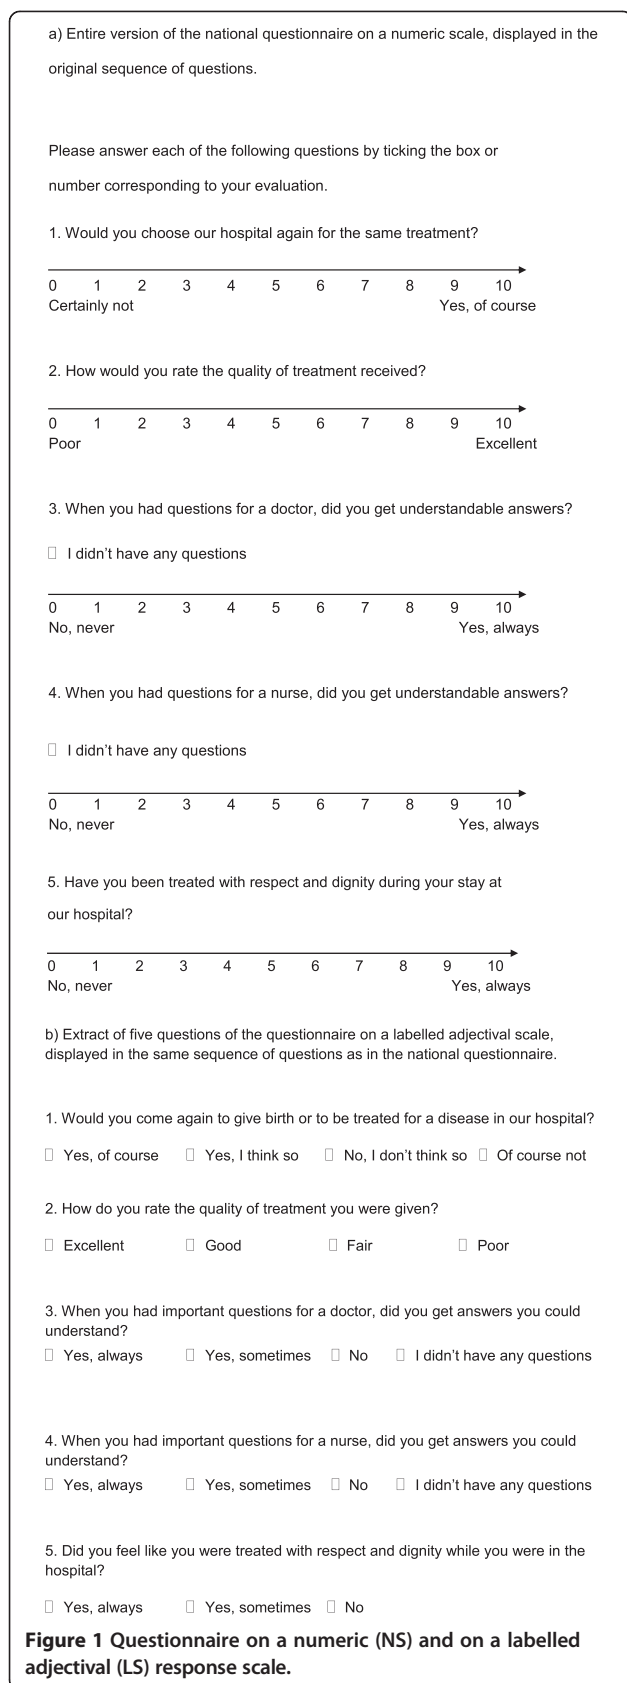 a) Entire version of the national questionnaire on a numeric scale, displayed in the
original sequence of questions.
Please answer each of the following questions by ticking the box or
number corresponding to your evaluation.
1. Would you choose our hospital again for the same treatment?
0 1 2 3 4 5 6 7 8 9 10
Certainly not Yes, of course
2. How would you rate the quality of treatment received?
0 1 2 3 4 5 6 7 8 9 10
Poor Excellent
3. When you had questions for a doctor, did you get understandable answers?
I didn't have any questions
0 1 2 3 4 5 6 7 8 9 10
No, never Yes, always
4. When you had questions for a nurse, did you get understandable answers?
I didn't have any questions
0 1 2 3 4 5 6 7 8 9 10
No, never Yes, always
5. Have you been treated with respect and dignity during your stay at
our hospital?
0 1 2 3 4 5 6 7 8 9 10
No, never Yes, always
b) Extract of five questions of the questionnaire on a labelled adjectival scale,
displayed in the same sequence of questions as in the national questionnaire.
1. Would you come again to give birth or to be treated for a disease in our hospital?
Yes, of course Yes, I think so No, I don't think so Of course not
2. How do you rate the quality of treatment you were given?
Excellent Good Fair Poor
3. When you had important questions for a doctor, did you get answers you could
understand?
Yes, always Yes, sometimes No I didn't have any questions
4. When you had important questions for a nurse, did you get answers you could
understand?
Yes, always Yes, sometimes No I didn't have any questions
5. Did you feel like you were treated with respect and dignity while you were in the
hospital?
Yes, always Yes, sometimes No
Figure 1 Questionnaire on a numeric (NS) and on a labelled
adjectival (LS) response scale.